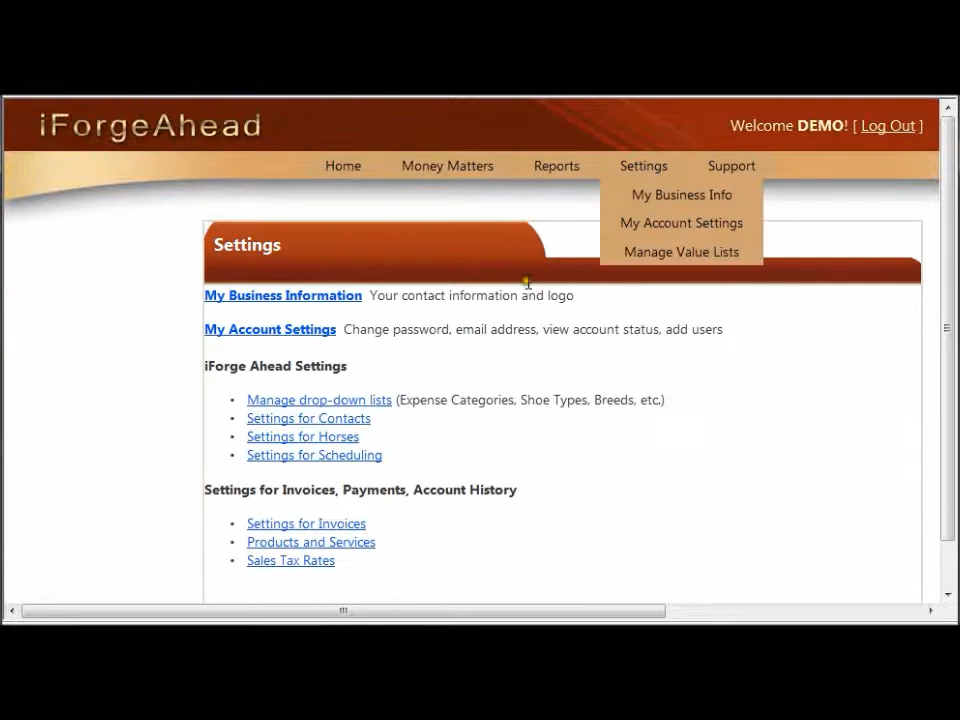 iForgeAhead
Welcome DEMO! [ Log Out ]
Home Money Matters Reports Settings Support
My Business Info
My Account Settings
Manage Value Lists
Settings
My Business Information Your contact information and logo
My Account Settings Change password, email address, view account status, add users
iForge Ahead Settings
• Manage drop-down lists (Expense Categories, Shoe Types, Breeds, etc.)
• Settings for Contacts
• Settings for Horses
• Settings for Scheduling
Settings for Invoices, Payments, Account History
• Settings for Invoices
• Products and Services
• Sales Tax Rates